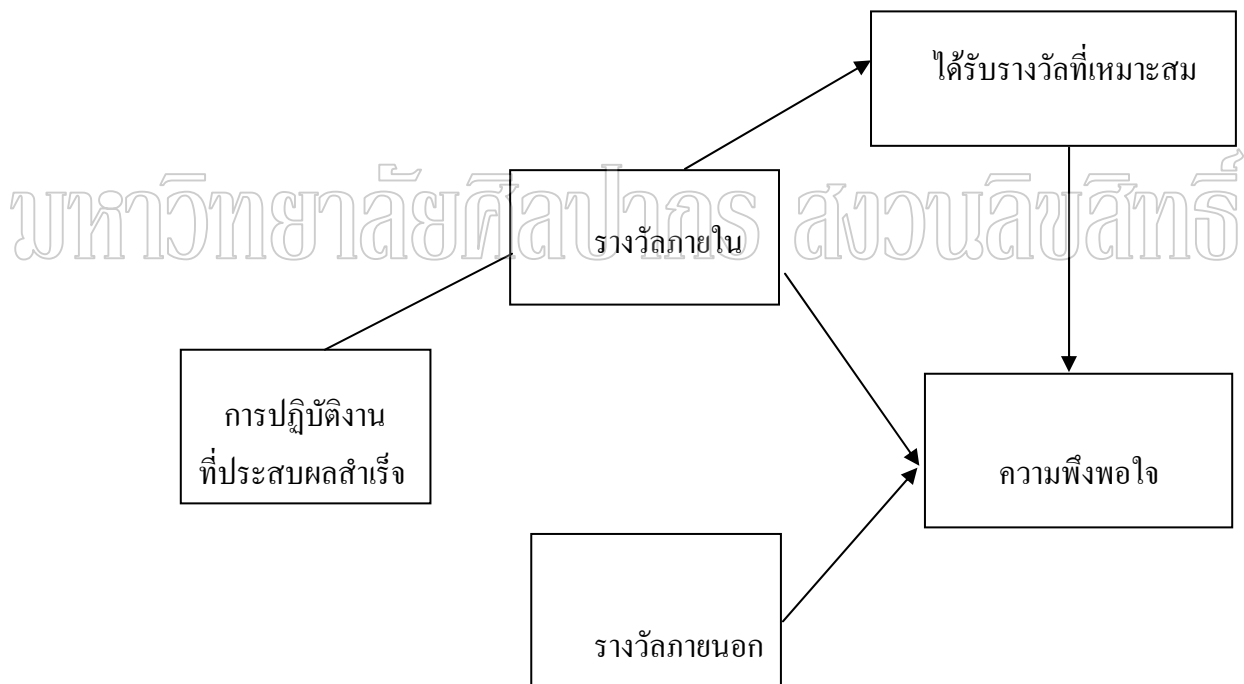 ได้รับรางวัลที่เหมาะสม
มหาวิทยาลัยศิลปากร สงวนลิขสิทธิ์
รางวัลภายใน
การปฏิบัติงาน
ที่ประสบผลสำเร็จ
ความพึงพอใจ
รางวัลภายนอก